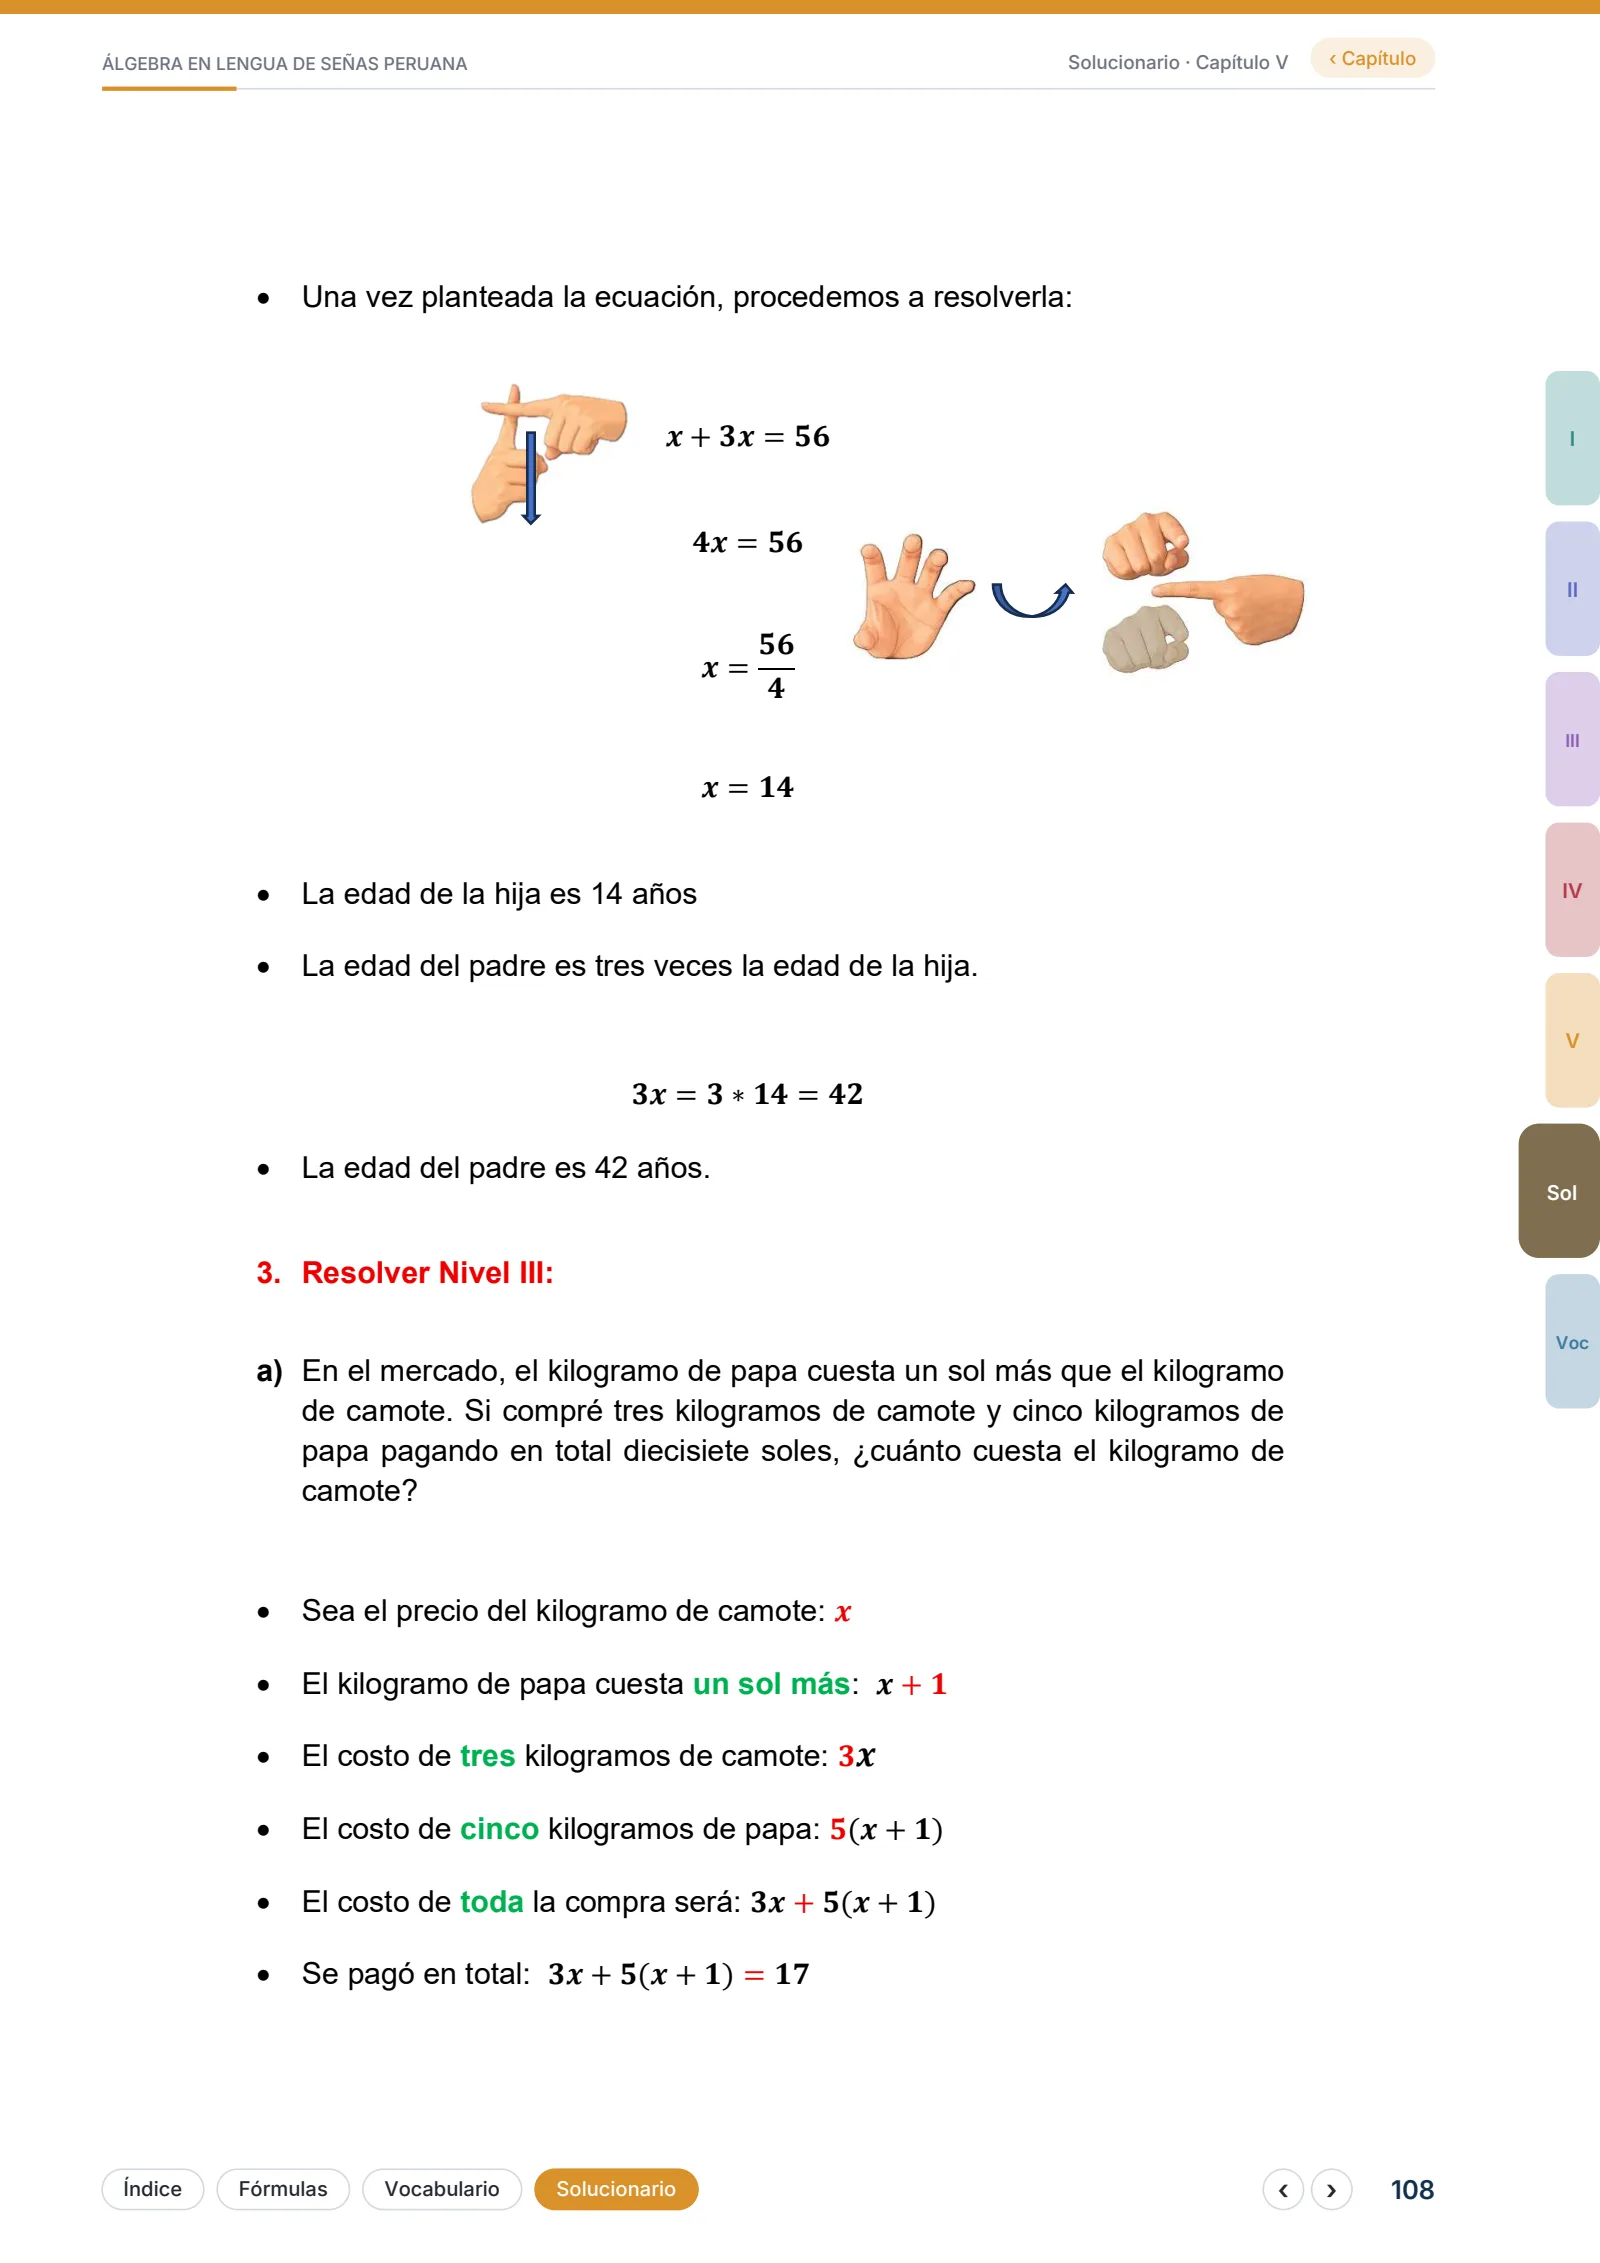 ÁLGEBRA EN LENGUA DE SEÑAS PERUANA
Solucionario · Capítulo V
‹ Capítulo
• Una vez planteada la ecuación, procedemos a resolverla:
x + 3x = 56
4x = 56
x = 56/4
x = 14
• La edad de la hija es 14 años
• La edad del padre es tres veces la edad de la hija.
3x = 3 ∗ 14 = 42
• La edad del padre es 42 años.
3. Resolver Nivel III:
a) En el mercado, el kilogramo de papa cuesta un sol más que el kilogramo
de camote. Si compré tres kilogramos de camote y cinco kilogramos de
papa pagando en total diecisiete soles, ¿cuánto cuesta el kilogramo de
camote?
• Sea el precio del kilogramo de camote: x
• El kilogramo de papa cuesta un sol más: x + 1
• El costo de tres kilogramos de camote: 3x
• El costo de cinco kilogramos de papa: 5(x + 1)
• El costo de toda la compra será: 3x + 5(x + 1)
• Se pagó en total: 3x + 5(x + 1) = 17
I
II
III
IV
V
Sol
Voc
Índice
Fórmulas
Vocabulario
Solucionario
‹
›
108